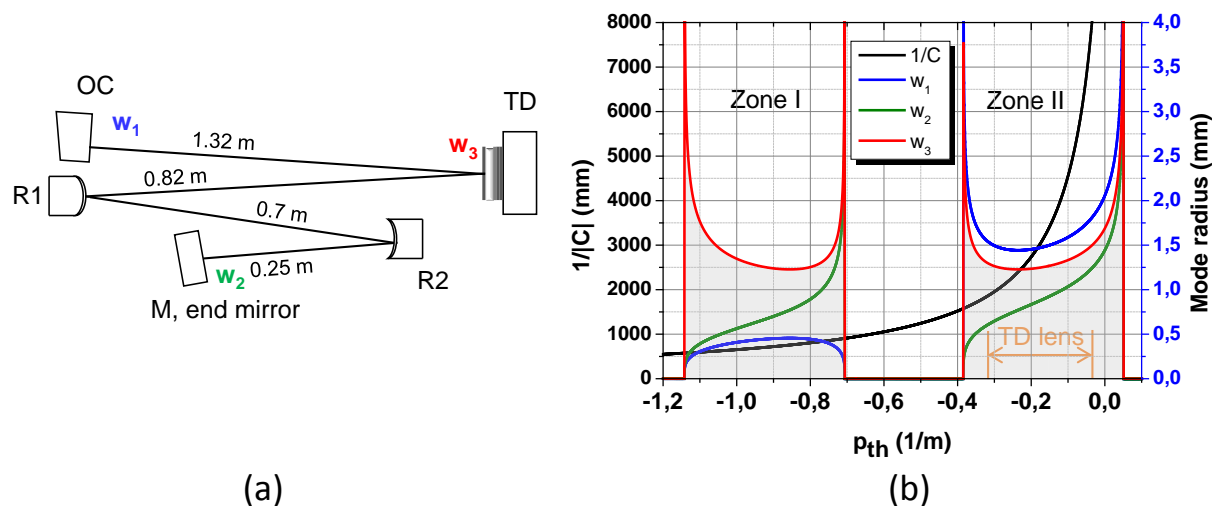 OC
w₁
1.32 m
TD
w₃
R1
0.82 m
0.7 m
0.25 m
w₂
R2
M, end mirror
(a)
1/|C| (mm)
8000
7000
6000
5000
4000
3000
2000
1000
0
Zone I
1/C
w₁
w₂
w₃
Zone II
TD lens
4,0
3,5
3,0
2,5
2,0
1,5
1,0
0,5
0,0
Mode radius (mm)
-1,2 -1,0 -0,8 -0,6 -0,4 -0,2 0,0
pth (1/m)
(b)